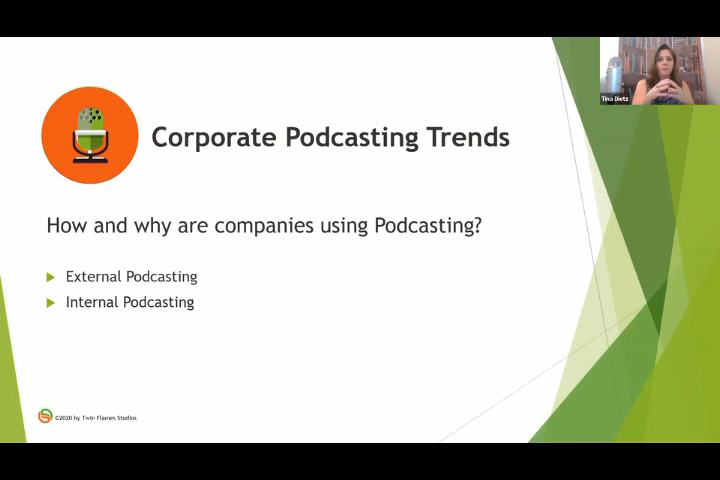 Tina Dietz
Corporate Podcasting Trends
How and why are companies using Podcasting?
External Podcasting
Internal Podcasting
©2020 by Twin Flames Studios